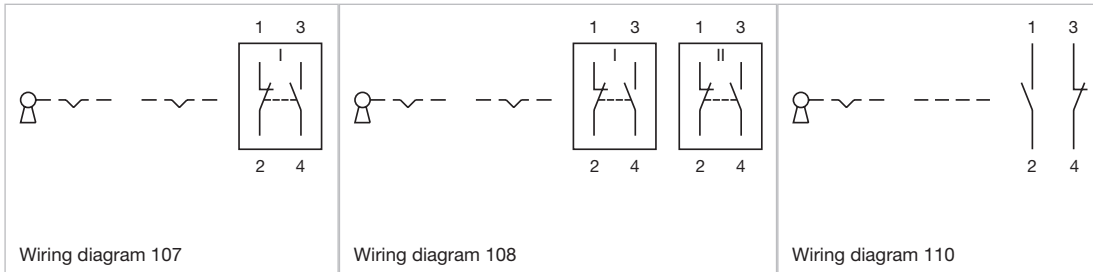 1 3
I
2 4
Wiring diagram 107
1 3 1 3
I II
2 4 2 4
Wiring diagram 108
1 3
2 4
Wiring diagram 110